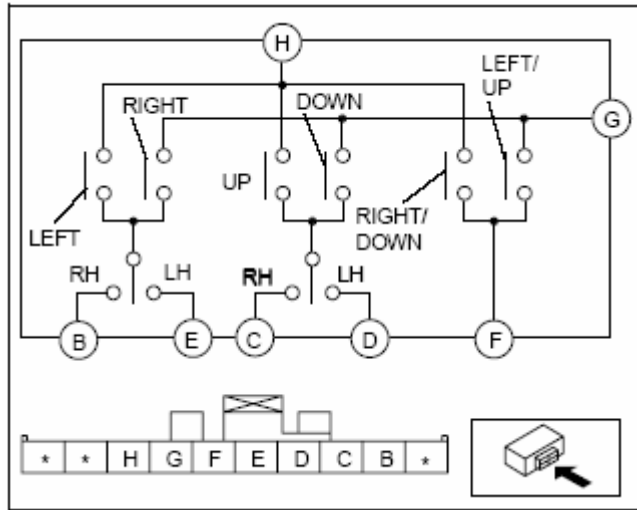 H
LEFT/
UP
RIGHT
DOWN
G
UP
LEFT
RIGHT/
DOWN
RH
LH
RH
LH
B
E
C
D
F
* * H G F E D C B *